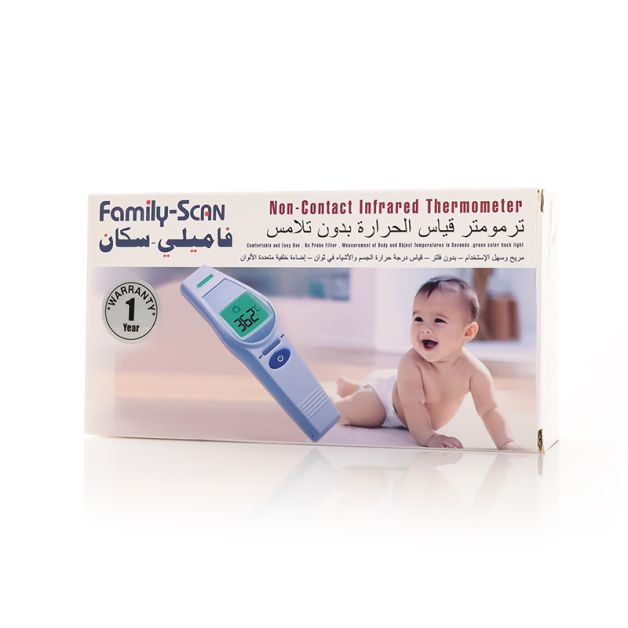 Family-Scan
فاميلي-سكان
Non-Contact Infrared Thermometer
ترمومتر قياس الحرارة بدون تلامس
Comfortable and Easy Use . No Probe Filter . Measurement of Body and Object Temperatures in Seconds .green color back light
مريح وسهل الإستخدام – بدون فلتر – قياس درجة حرارة الجسم والأشياء في ثوان – إضاءة خلفية متعددة الألوان
*WARRANTY*
1
Year
36.2°C